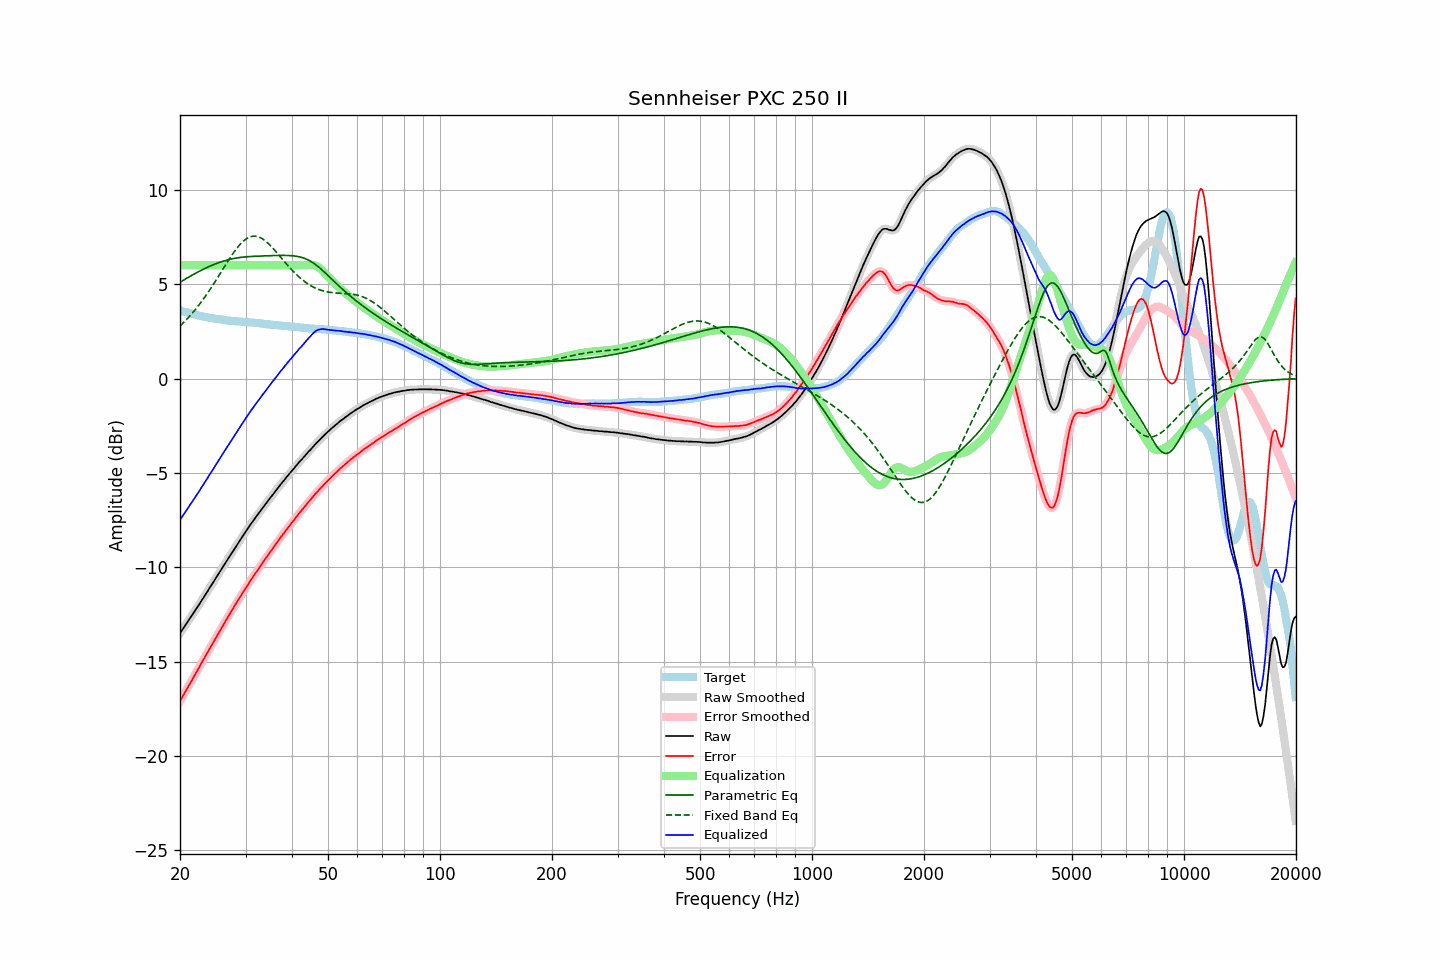 Sennheiser PXC 250 II
Amplitude (dBr)
10
5
0
−5
−10
−15
−20
−25
Target
Raw Smoothed
Error Smoothed
Raw
Error
Equalization
Parametric Eq
Fixed Band Eq
Equalized
20
50
100
200
500
1000
2000
5000
10000
20000
Frequency (Hz)